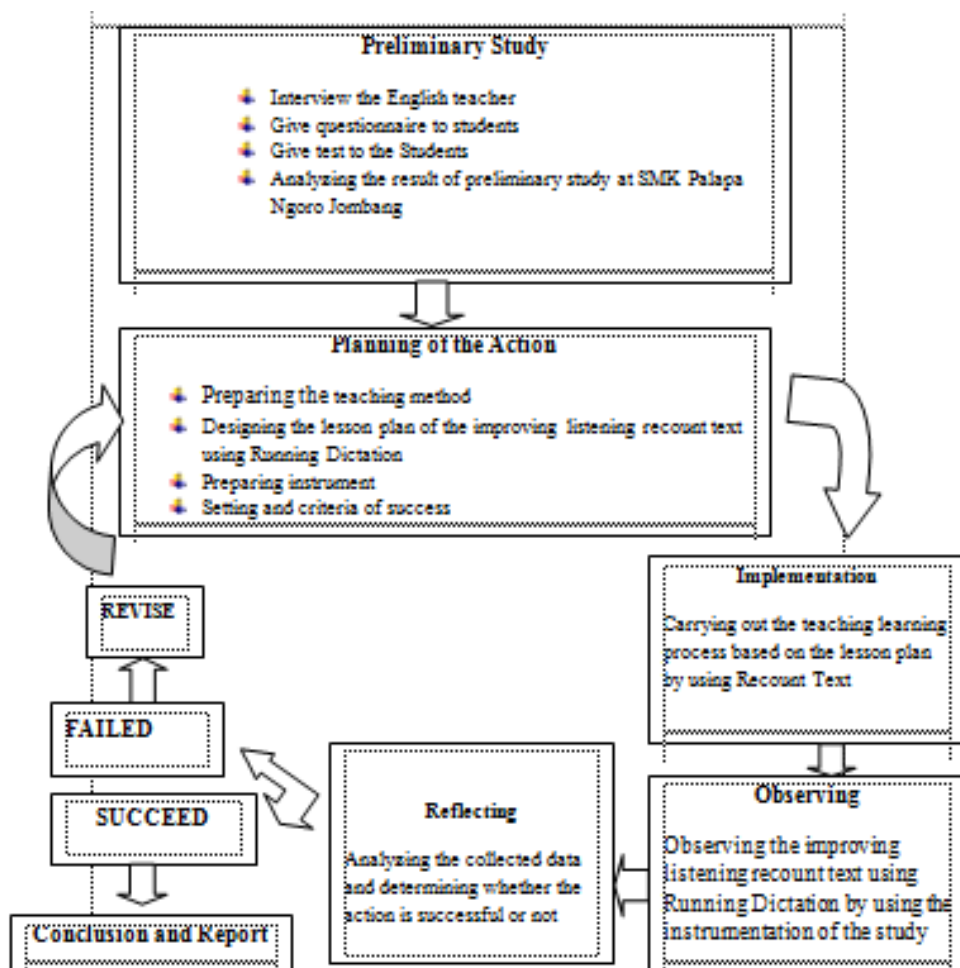 Preliminary Study
Interview the English teacher
Give questionnaire to students
Give test to the Students
Analyzing the result of preliminary study at SMK Palapa
Ngoro Jombang
Planning of the Action
Preparing the teaching method
Designing the lesson plan of the improving listening recount text
using Running Dictation
Preparing instrument
Setting and criteria of success
Implementation
Carrying out the teaching learning
process based on the lesson plan
by using Recount Text
Observing
Observing the improving
listening recount text using
Running Dictation by using the
instrumentation of the study
Reflecting
Analyzing the collected data
and determining whether the
action is successful or not
REVISE
FAILED
SUCCEED
Conclusion and Report